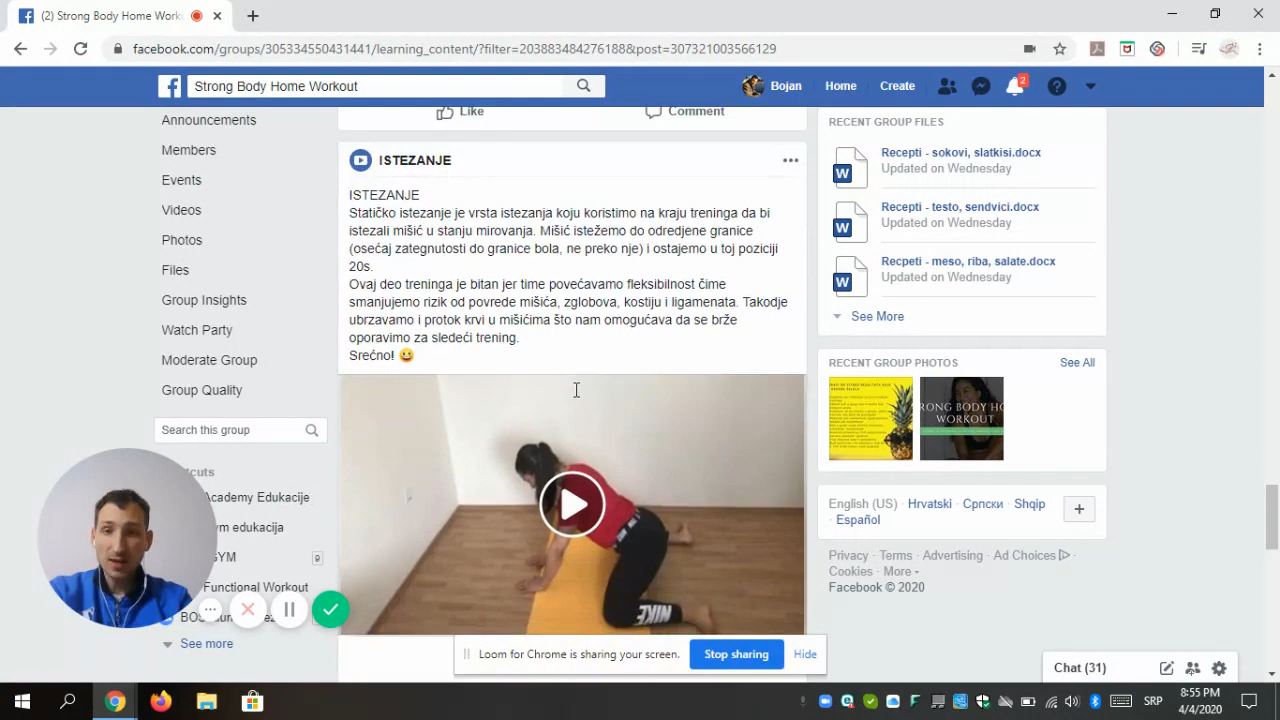 (2) Strong Body Home Work
facebook.com/groups/305334550431441/learning_content/?filter=203883484276188&post=307321003566129
Strong Body Home Workout
Bojan
Home
Create
2
Announcements
Members
Events
Videos
Photos
Files
Group Insights
Watch Party
Moderate Group
Group Quality
Search this group
Academy Edukacije
edukacija
GYM
9
Functional Workout
See more
Like
Comment
ISTEZANJE
ISTEZANJE
Statičko istezanje je vrsta istezanja koju koristimo na kraju treninga da bi
istezali mišić u stanju mirovanja. Mišić istežemo do odredjene granice
(osećaj zategnutosti do granice bola, ne preko nje) i ostajemo u toj poziciji
20s.
Ovaj deo treninga je bitan jer time povećavamo fleksibilnost čime
smanjujemo rizik od povrede mišića, zglobova, kostiju i ligamenata. Takodje
ubrzavamo i protok krvi u mišićima što nam omogućava da se brže
oporavimo za sledeći trening.
Srećno! 😀
NIKE
RECENT GROUP FILES
Recepti - sokovi, slatkisi.docx
Updated on Wednesday
Recepti - testo, sendvici.docx
Updated on Wednesday
Recpeti - meso, riba, salate.docx
Updated on Wednesday
See More
RECENT GROUP PHOTOS
See All
STRONG BODY HO
WORKOUT
English (US) · Hrvatski · Српски · Shqip
· Español
Privacy · Terms · Advertising · Ad Choices
Cookies · More
Facebook © 2020
Loom for Chrome is sharing your screen.
Stop sharing
Hide
Chat (31)
SRP
8:55 PM
4/4/2020